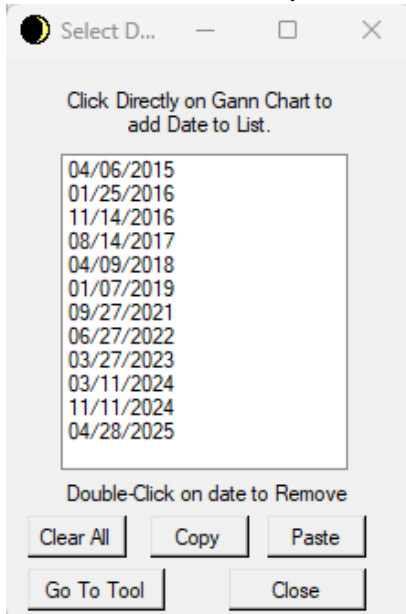 Select D...
Click Directly on Gann Chart to
add Date to List.
04/06/2015
01/25/2016
11/14/2016
08/14/2017
04/09/2018
01/07/2019
09/27/2021
06/27/2022
03/27/2023
03/11/2024
11/11/2024
04/28/2025
Double-Click on date to Remove
Clear All Copy Paste
Go To Tool Close